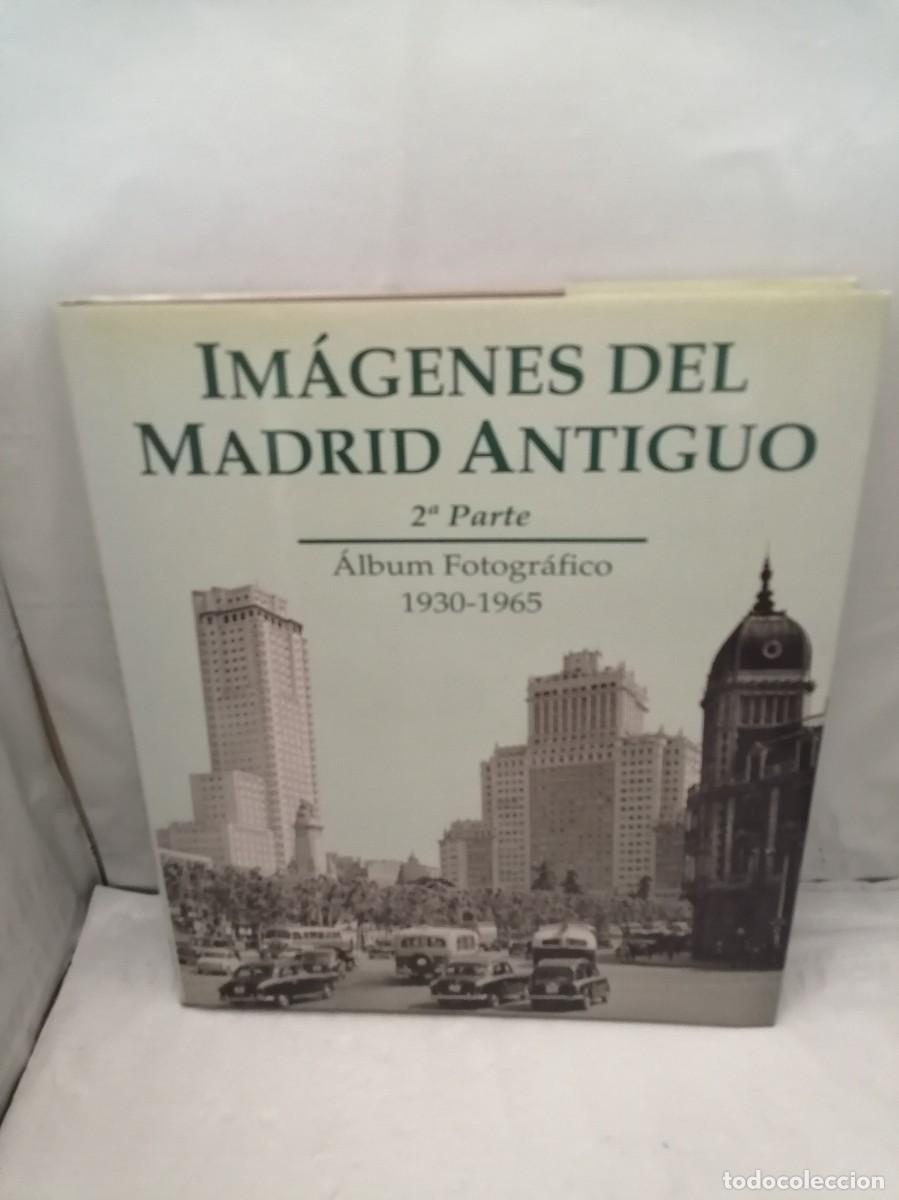 IMÁGENES DEL
MADRID ANTIGUO
2ª Parte
Álbum Fotográfico
1930-1965
todocoleccion